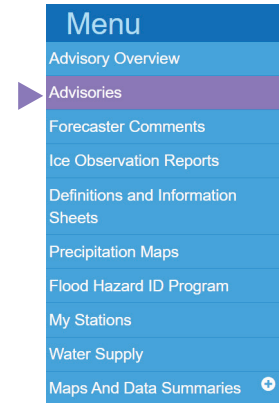 Menu
Advisory Overview
Advisories
Forecaster Comments
Ice Observation Reports
Definitions and Information
Sheets
Precipitation Maps
Flood Hazard ID Program
My Stations
Water Supply
Maps And Data Summaries